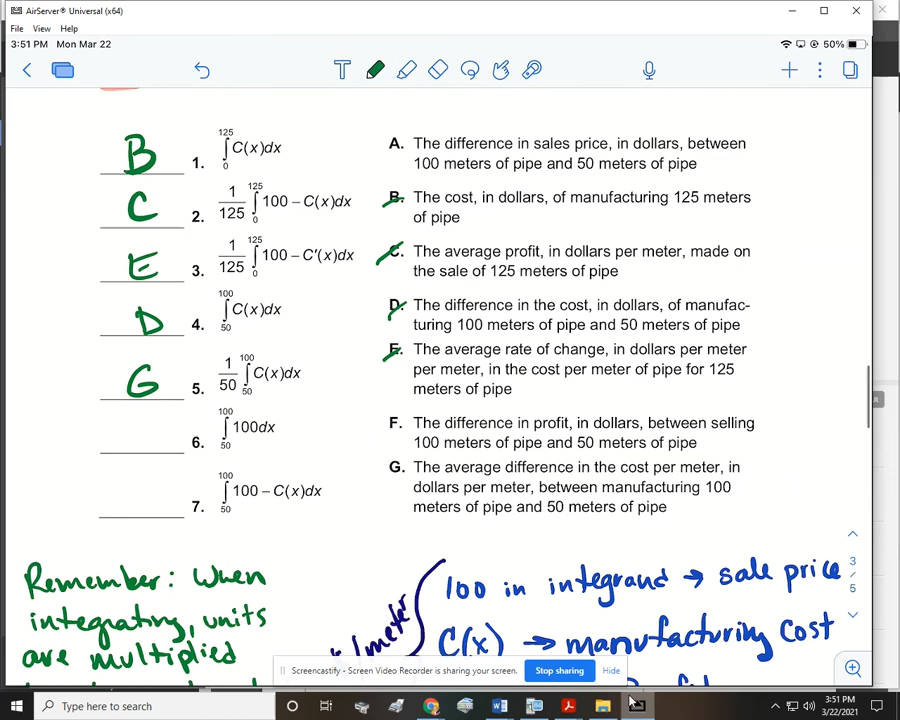 AirServer Universal (x64)
File View Help
3:51 PM Mon Mar 22
50%
B 1. ∫₀¹²⁵ C(x)dx
C 2. 1/125 ∫₀¹²⁵ 100 – C(x)dx
E 3. 1/125 ∫₀¹²⁵ 100 – C'(x)dx
D 4. ∫₅₀¹⁰⁰ C(x)dx
G 5. 1/50 ∫₅₀¹⁰⁰ C(x)dx
6. ∫₅₀¹⁰⁰ 100dx
7. ∫₅₀¹⁰⁰ 100 – C(x)dx
A. The difference in sales price, in dollars, between
100 meters of pipe and 50 meters of pipe
B. The cost, in dollars, of manufacturing 125 meters
of pipe
C. The average profit, in dollars per meter, made on
the sale of 125 meters of pipe
D. The difference in the cost, in dollars, of manufac-
turing 100 meters of pipe and 50 meters of pipe
E. The average rate of change, in dollars per meter
per meter, in the cost per meter of pipe for 125
meters of pipe
F. The difference in profit, in dollars, between selling
100 meters of pipe and 50 meters of pipe
G. The average difference in the cost per meter, in
dollars per meter, between manufacturing 100
meters of pipe and 50 meters of pipe
3
5
Remember: When
integrating, units
are multiplied
/meter
100 in integrand → sale price
C(x) → manufacturing cost
Screencastify - Screen Video Recorder is sharing your screen.
Stop sharing
Hide
Type here to search
3:51 PM
3/22/2021